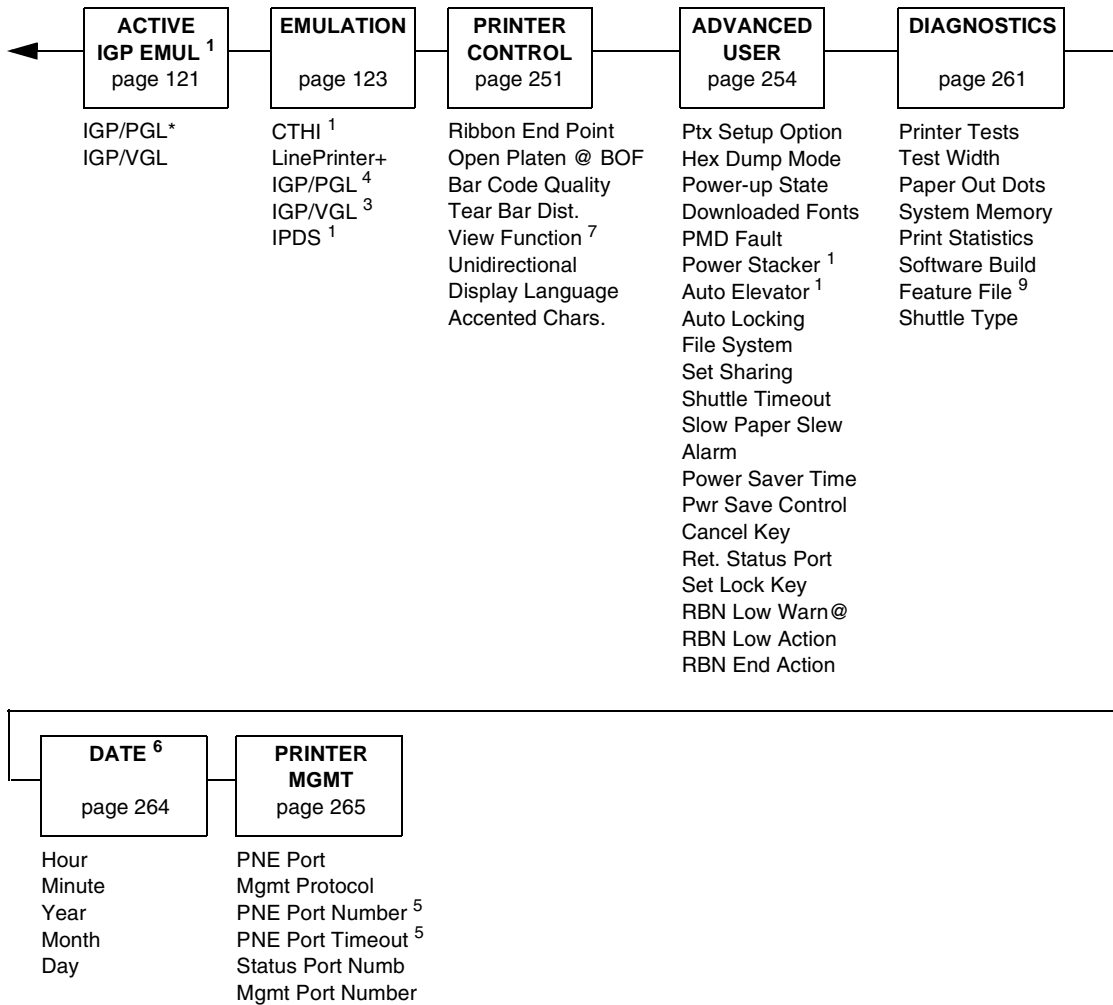 ACTIVE
IGP EMUL 1
page 121
IGP/PGL*
IGP/VGL
EMULATION
page 123
CTHI 1
LinePrinter+
IGP/PGL 4
IGP/VGL 3
IPDS 1
PRINTER
CONTROL
page 251
Ribbon End Point
Open Platen @ BOF
Bar Code Quality
Tear Bar Dist.
View Function 7
Unidirectional
Display Language
Accented Chars.
ADVANCED
USER
page 254
Ptx Setup Option
Hex Dump Mode
Power-up State
Downloaded Fonts
PMD Fault
Power Stacker 1
Auto Elevator 1
Auto Locking
File System
Set Sharing
Shuttle Timeout
Slow Paper Slew
Alarm
Power Saver Time
Pwr Save Control
Cancel Key
Ret. Status Port
Set Lock Key
RBN Low Warn@
RBN Low Action
RBN End Action
DIAGNOSTICS
page 261
Printer Tests
Test Width
Paper Out Dots
System Memory
Print Statistics
Software Build
Feature File 9
Shuttle Type
DATE 6
page 264
Hour
Minute
Year
Month
Day
PRINTER
MGMT
page 265
PNE Port
Mgmt Protocol
PNE Port Number 5
PNE Port Timeout 5
Status Port Numb
Mgmt Port Number